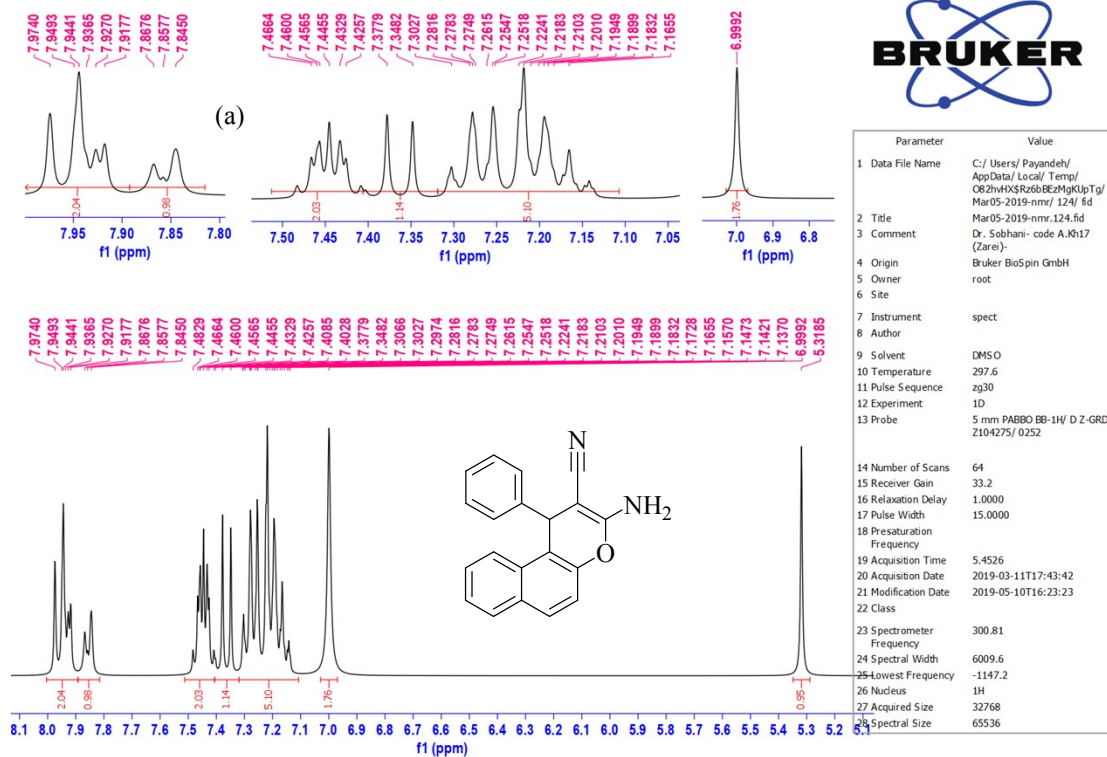 7.9740
7.9493
7.9441
7.9365
7.9270
7.9177
7.8676
7.8577
7.8450
7.4664
7.4600
7.4565
7.4455
7.4329
7.4257
7.3779
7.3482
7.3027
7.2816
7.2783
7.2749
7.2615
7.2547
7.2518
7.2241
7.2183
7.2103
7.2010
7.1949
7.1899
7.1832
7.1655
6.9992
(a)
2.04
0.98
2.03
1.14
5.10
1.76
7.95 7.90 7.85 7.80
f1 (ppm)
7.50 7.45 7.40 7.35 7.30 7.25 7.20 7.15 7.10 7.05
f1 (ppm)
7.0 6.9 6.8
f1 (ppm)
BRUKER
Parameter Value
1 Data File Name C:/ Users/ Payandeh/
AppData/ Local/ Temp/
O82hvHX$Rz6bBEzMgKUpTg/
Mar05-2019-nmr/ 124/ fid
2 Title Mar05-2019-nmr.124.fid
3 Comment Dr. Sobhani- code A.Kh17
(Zarei)-
4 Origin Bruker BioSpin GmbH
5 Owner root
6 Site
7 Instrument spect
8 Author
9 Solvent DMSO
10 Temperature 297.6
11 Pulse Sequence zg30
12 Experiment 1D
13 Probe 5 mm PABBO BB-1H/ D Z-GRD
Z104275/ 0252
14 Number of Scans 64
15 Receiver Gain 33.2
16 Relaxation Delay 1.0000
17 Pulse Width 15.0000
18 Presaturation
Frequency
19 Acquisition Time 5.4526
20 Acquisition Date 2019-03-11T17:43:42
21 Modification Date 2019-05-10T16:23:23
22 Class
23 Spectrometer
Frequency 300.81
24 Spectral Width 6009.6
25 Lowest Frequency -1147.2
26 Nucleus 1H
27 Acquired Size 32768
28 Spectral Size 65536
7.9740
7.9493
7.9441
7.9365
7.9270
7.9177
7.8676
7.8577
7.8450
7.4829
7.4664
7.4600
7.4565
7.4455
7.4329
7.4257
7.4085
7.4028
7.3779
7.3482
7.3066
7.3027
7.2974
7.2816
7.2783
7.2749
7.2615
7.2547
7.2518
7.2241
7.2183
7.2103
7.2010
7.1949
7.1899
7.1832
7.1728
7.1655
7.1570
7.1473
7.1421
7.1370
6.9992
5.3185
N
NH2
O
2.04
0.98
2.03
1.14
5.10
1.76
0.95
8.1 8.0 7.9 7.8 7.7 7.6 7.5 7.4 7.3 7.2 7.1 7.0 6.9 6.8 6.7 6.6 6.5 6.4 6.3 6.2 6.1 6.0 5.9 5.8 5.7 5.6 5.5 5.4 5.3 5.2 5.1
f1 (ppm)